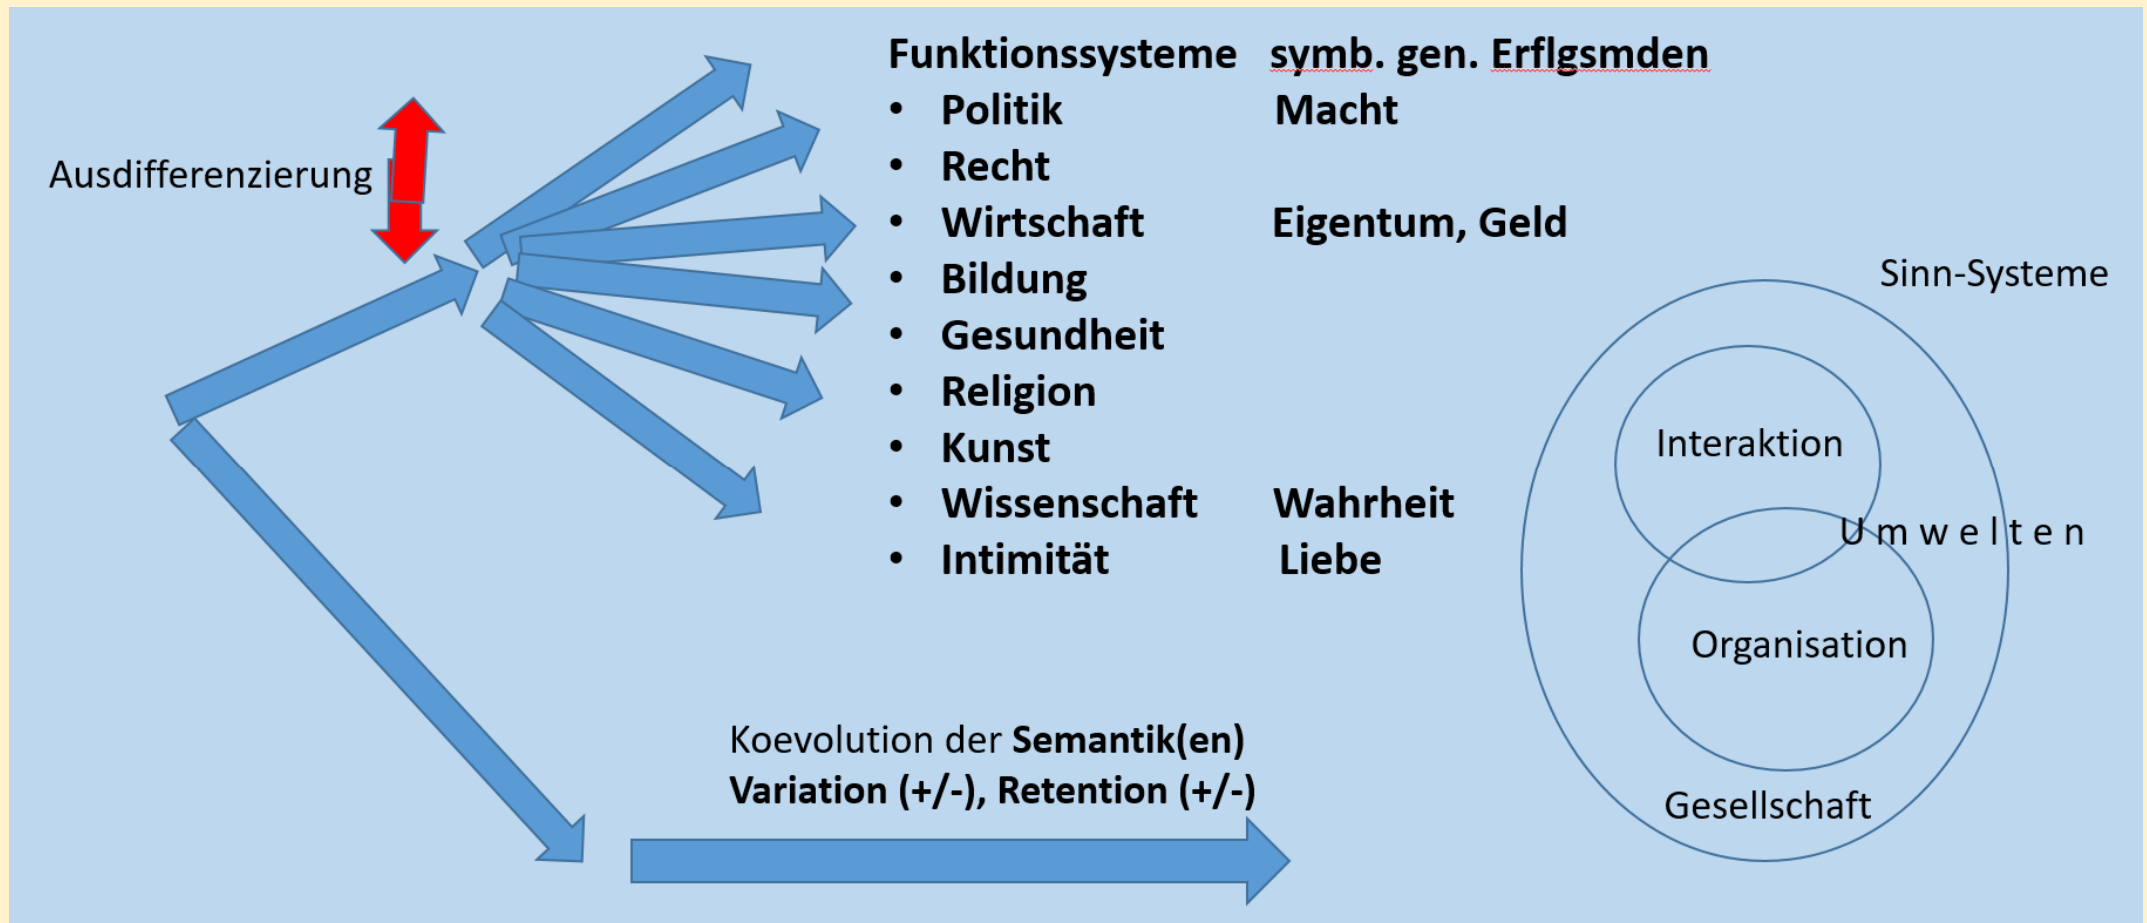 Ausdifferenzierung
Funktionssysteme symb. gen. Erflgsmden
• Politik Macht
• Recht
• Wirtschaft Eigentum, Geld
• Bildung
• Gesundheit
• Religion
• Kunst
• Wissenschaft Wahrheit
• Intimität Liebe
Koevolution der Semantik(en)
Variation (+/-), Retention (+/-)
Sinn-Systeme
Interaktion
U m w e l t e n
Organisation
Gesellschaft